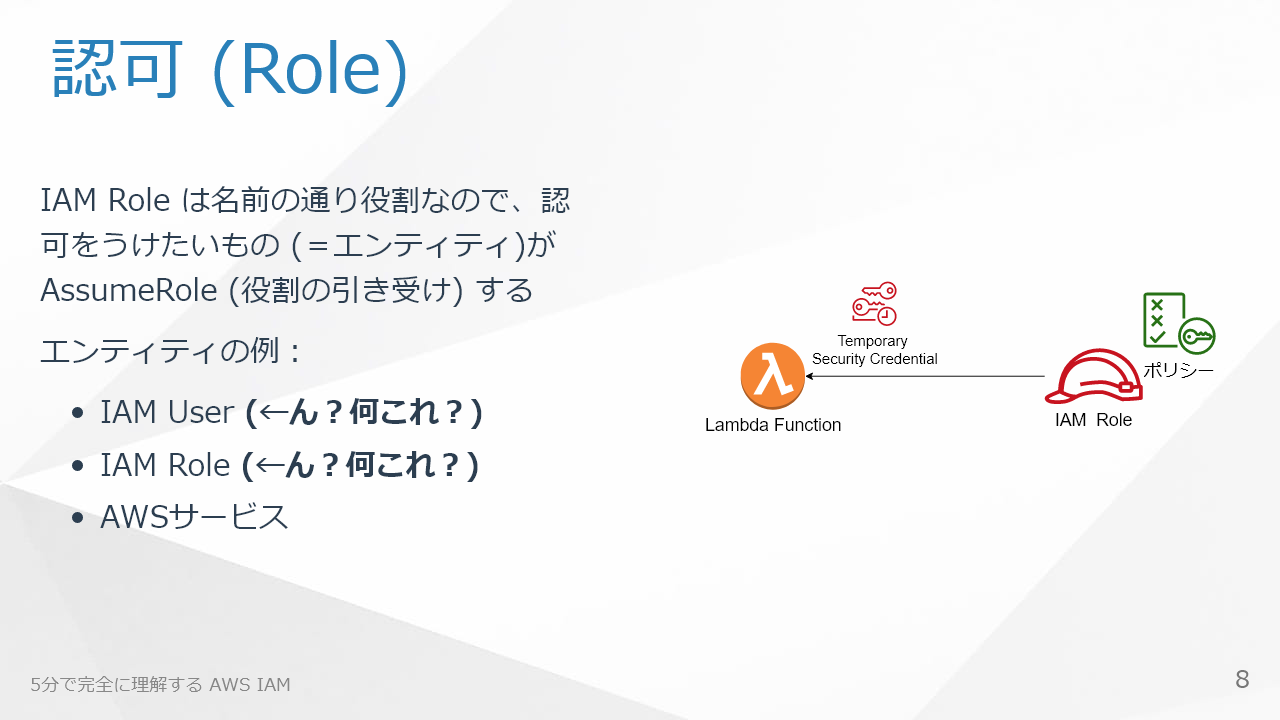 認可 (Role)
IAM Role は名前の通り役割なので、認
可をうけたいもの (＝エンティティ)が
AssumeRole (役割の引き受け) する
エンティティの例：
• IAM User (←ん？何これ？)
• IAM Role (←ん？何これ？)
• AWSサービス
Temporary
Security Credential
Lambda Function
ポリシー
IAM Role
5分で完全に理解する AWS IAM
8